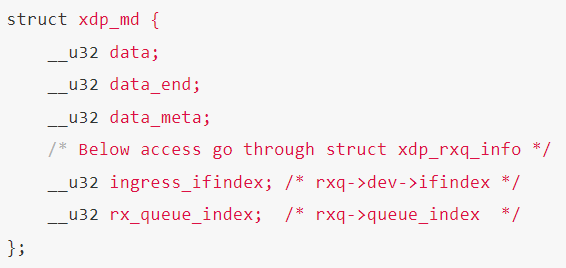 struct xdp_md {
    __u32 data;
    __u32 data_end;
    __u32 data_meta;
    /* Below access go through struct xdp_rxq_info */
    __u32 ingress_ifindex; /* rxq->dev->ifindex */
    __u32 rx_queue_index;  /* rxq->queue_index  */
};